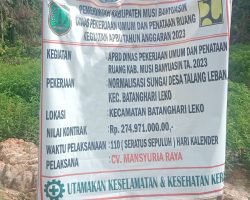 PEMERINTAH KABUPATEN MUSI BANYUASIN
DINAS PEKERJAAN UMUM DAN PENATAAN RUANG
KEGIATAN APBD TAHUN ANGGARAN 2023
KEGIATAN : APBD DINAS PEKERJAAN UMUM DAN PENATAAN
RUANG KAB. MUSI BANYUASIN TA. 2023
PEKERJAAN : NORMALISASI SUNGAI DESA TALANG LEBAN
KEC. BATANGHARI LEKO
LOKASI : KECAMATAN BATANGHARI LEKO
NILAI KONTRAK : Rp. 274,971,000.00,-
WAKTU PELAKSANAAN : 110 ( SERATUS SEPULUH ) HARI KALENDER
PELAKSANA : CV. MANSYURIA RAYA
UTAMAKAN KESELAMATAN & KESEHATAN KER